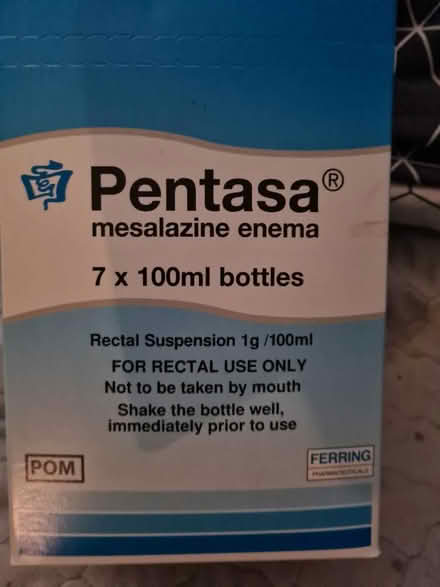 Pentasa®
mesalazine enema
7 x 100ml bottles
Rectal Suspension 1g /100ml
FOR RECTAL USE ONLY
Not to be taken by mouth
Shake the bottle well,
immediately prior to use
POM
FERRING
PHARMACEUTICALS